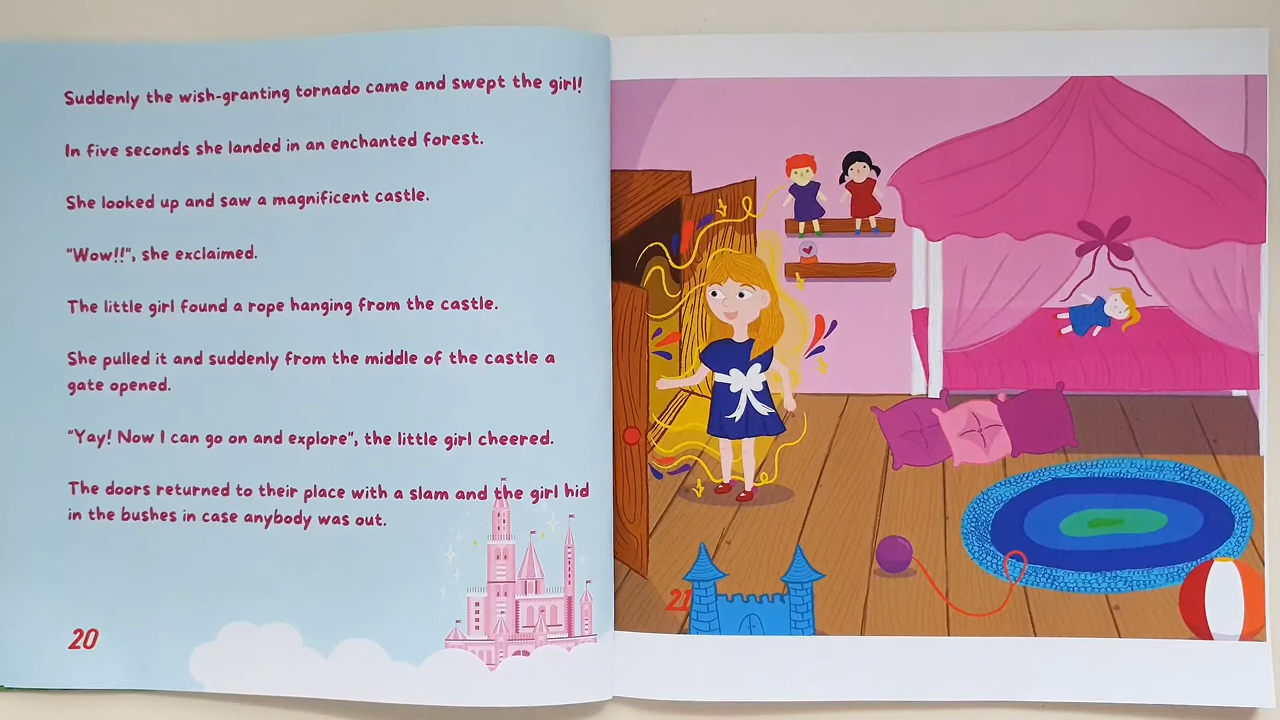 Suddenly the wish-granting tornado came and swept the girl!
In five seconds she landed in an enchanted forest.
She looked up and saw a magnificent castle.
"Wow!!", she exclaimed.
The little girl found a rope hanging from the castle.
She pulled it and suddenly from the middle of the castle a
gate opened.
"Yay! Now I can go on and explore", the little girl cheered.
The doors returned to their place with a slam and the girl hid
in the bushes in case anybody was out.
20
21